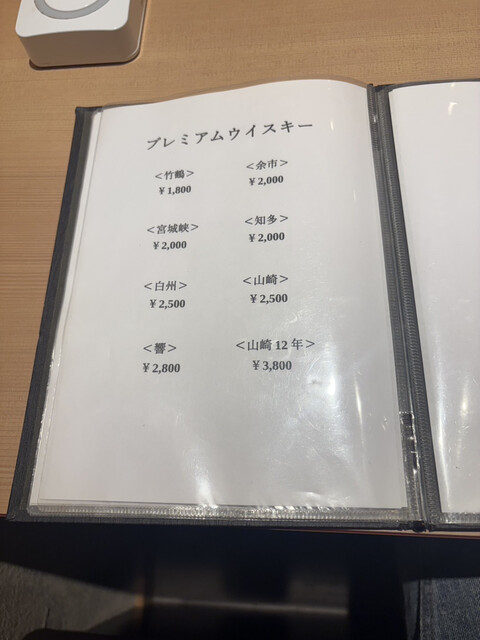 プレミアムウイスキー
＜竹鶴＞ ＜余市＞
￥1,800 ￥2,000
＜宮城峡＞ ＜知多＞
￥2,000 ￥2,000
＜白州＞ ＜山崎＞
￥2,500 ￥2,500
＜響＞ ＜山崎 12 年＞
￥2,800 ￥3,800